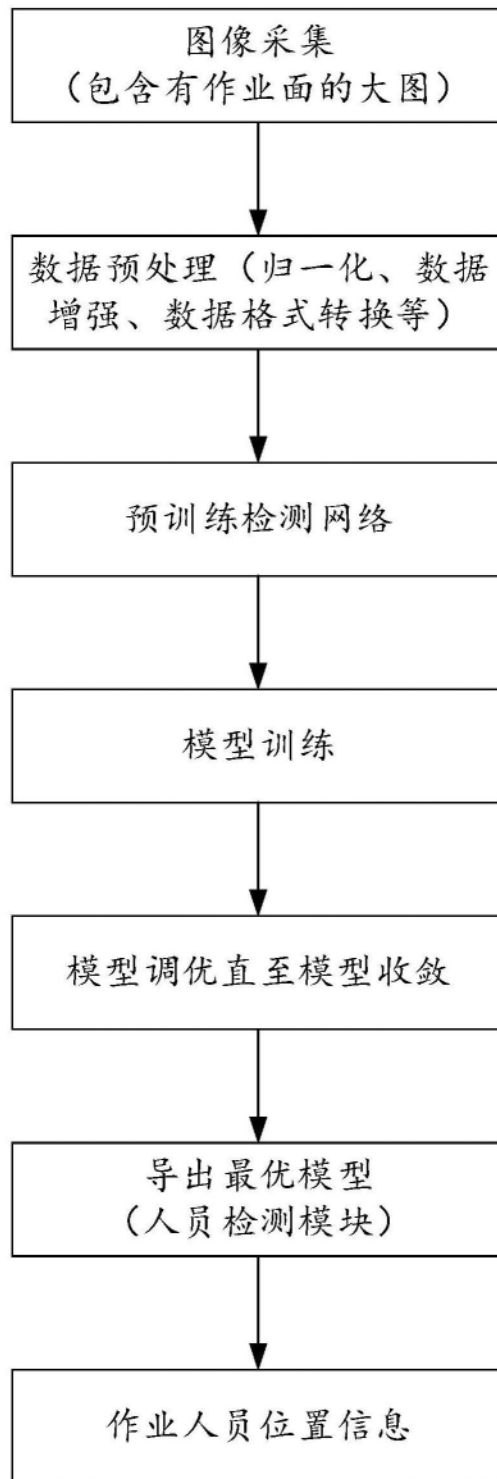 图像采集
（包含有作业面的大图）
数据预处理（归一化、数据
增强、数据格式转换等）
预训练检测网络
模型训练
模型调优直至模型收敛
导出最优模型
（人员检测模块）
作业人员位置信息